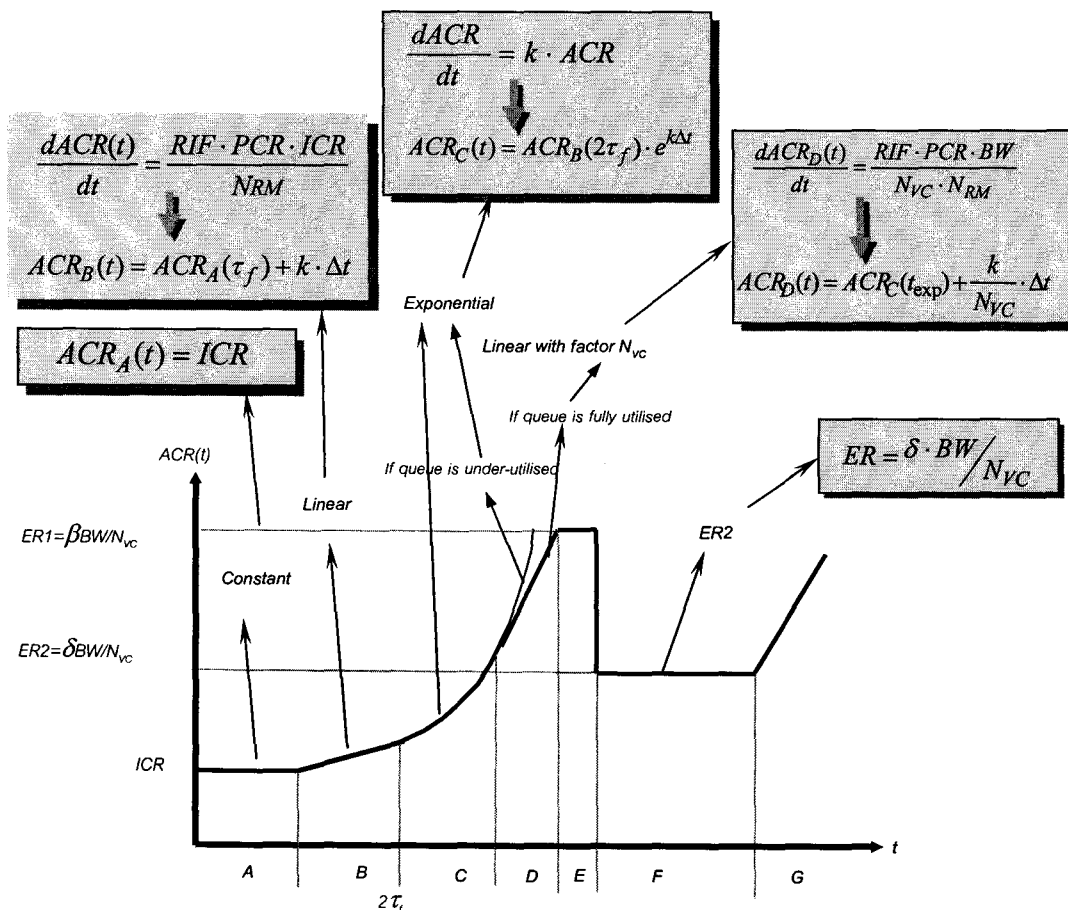 dACR/dt = k · ACR
ACR_C(t) = ACR_B(2τ_f) · e^{kΔt}
dACR(t)/dt = RIF · PCR · ICR/N_RM
ACR_B(t) = ACR_A(τ_f) + k · Δt
dACR_D(t)/dt = RIF · PCR · BW/N_VC · N_RM
ACR_D(t) = ACR_C(t_exp) + k/N_VC · Δt
ACR_A(t) = ICR
Exponential
Linear with factor N_vc
If queue is fully utilised
ER = δ · BW/N_VC
ACR(t)
If queue is under-utilised
Linear
ER1=βBW/N_vc
ER2
Constant
ER2=δBW/N_vc
ICR
t
A B C D E F G
2τ_f